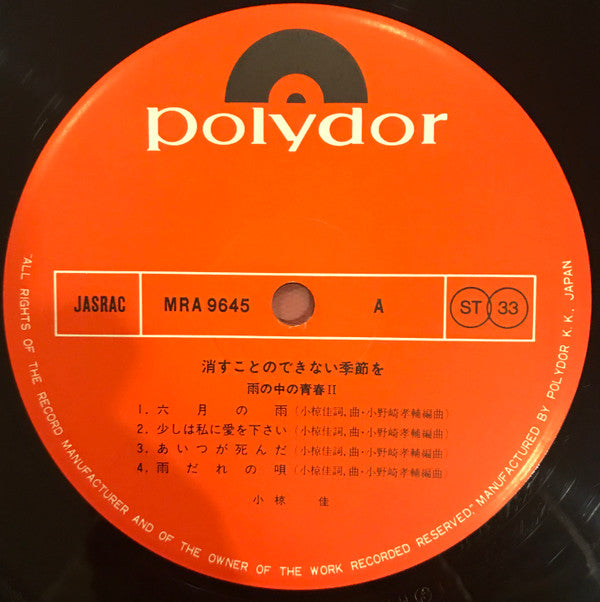 polydor
JASRAC MRA 9645 A ST 33
消すことのできない季節を
雨の中の青春II
1. 六月の雨 (小椋佳詞、曲・小野崎孝輔編曲)
2. 少しは私に愛を下さい (小椋佳詞、曲・小野崎孝輔編曲)
3. あいつが死んだ (小椋佳詞、曲・小野崎孝輔編曲)
4. 雨だれの唄 (小椋佳詞、曲・小野崎孝輔編曲)
小椋 佳
"ALL RIGHTS OF THE RECORD MANUFACTURER AND OF THE OWNER OF THE WORK RECORDED RESERVED," MANUFACTURED BY POLYDOR K.K. JAPAN